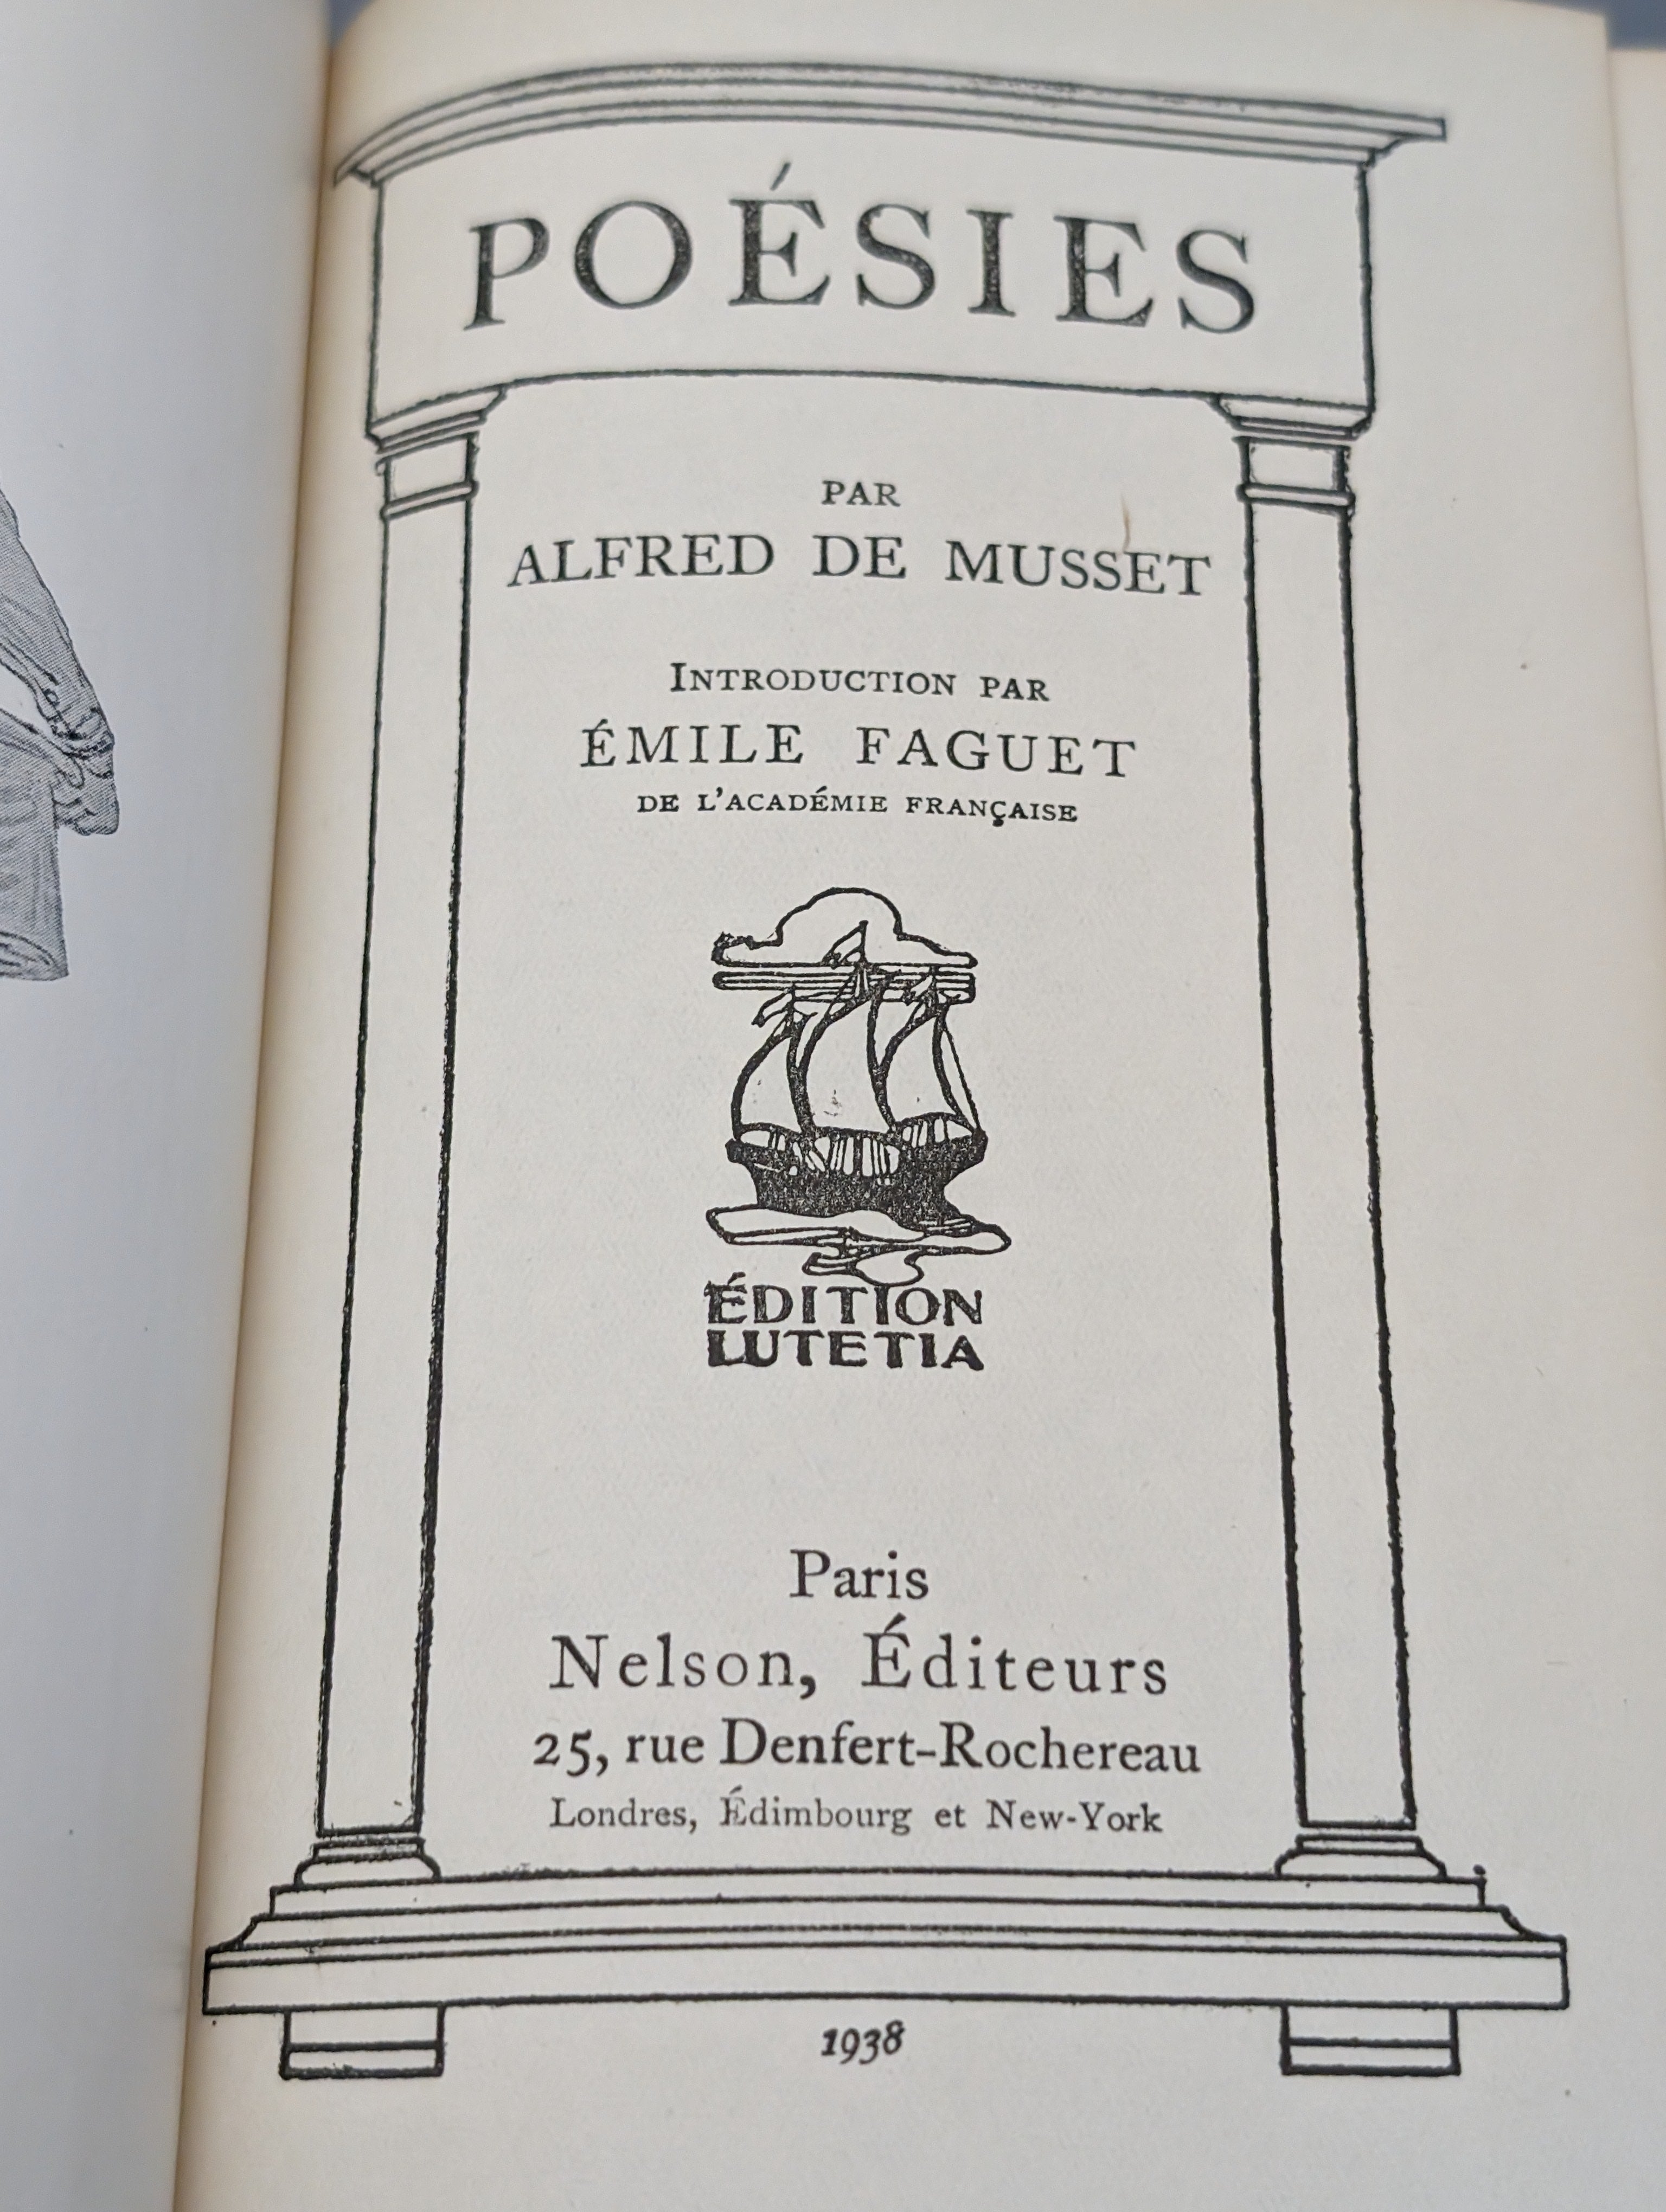 POÉSIES
PAR
ALFRED DE MUSSET
INTRODUCTION PAR
ÉMILE FAGUET
DE L'ACADÉMIE FRANÇAISE
ÉDITION
LUTETIA
Paris
Nelson, Éditeurs
25, rue Denfert-Rochereau
Londres, Édimbourg et New-York
1938